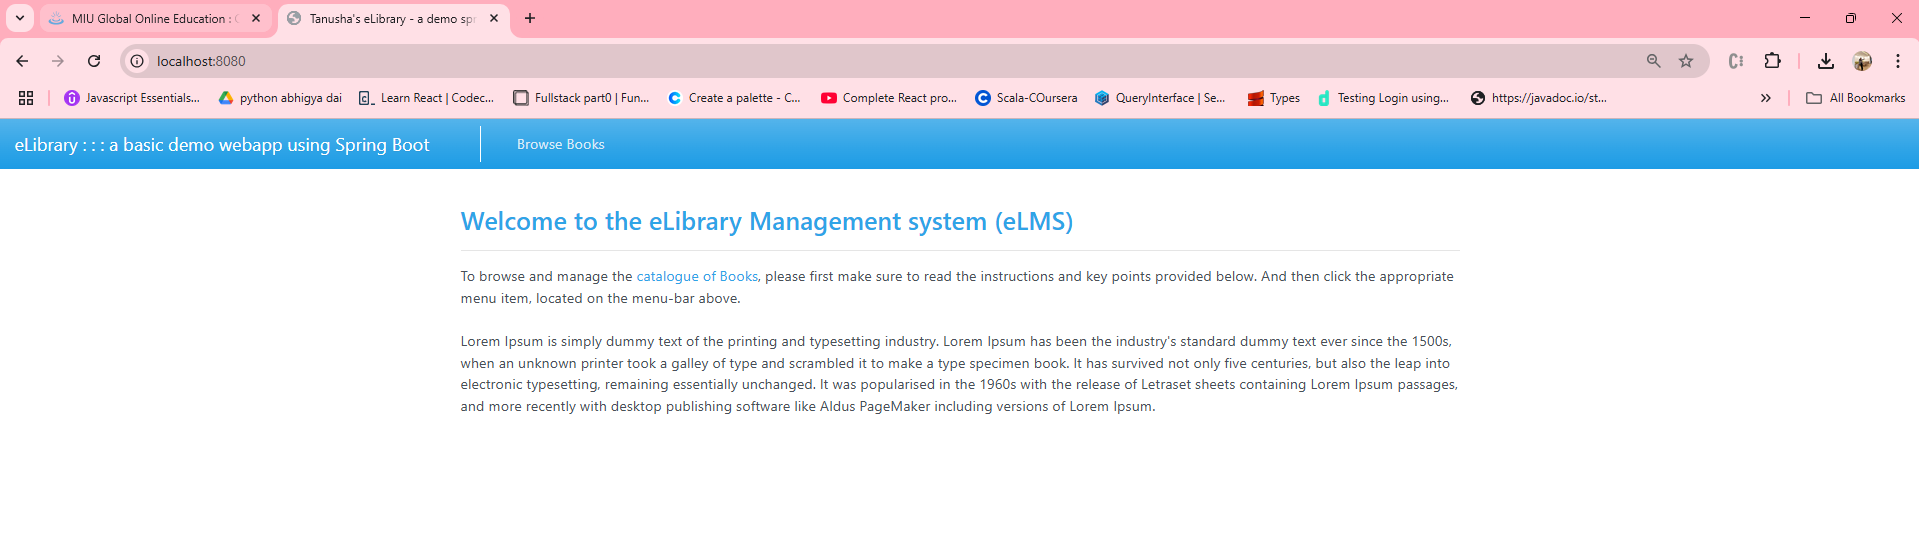 MIU Global Online Education :
Tanusha's eLibrary - a demo spr
localhost:8080
Javascript Essentials...
python abhigya dai
Learn React | Codec...
Fullstack part0 | Fun...
Create a palette - C...
Complete React pro...
Scala-COursera
QueryInterface | Se...
Types
Testing Login using...
https://javadoc.io/st...
All Bookmarks
eLibrary : : : a basic demo webapp using Spring Boot
Browse Books
Welcome to the eLibrary Management system (eLMS)
To browse and manage the catalogue of Books, please first make sure to read the instructions and key points provided below. And then click the appropriate
menu item, located on the menu-bar above.
Lorem Ipsum is simply dummy text of the printing and typesetting industry. Lorem Ipsum has been the industry's standard dummy text ever since the 1500s,
when an unknown printer took a galley of type and scrambled it to make a type specimen book. It has survived not only five centuries, but also the leap into
electronic typesetting, remaining essentially unchanged. It was popularised in the 1960s with the release of Letraset sheets containing Lorem Ipsum passages,
and more recently with desktop publishing software like Aldus PageMaker including versions of Lorem Ipsum.